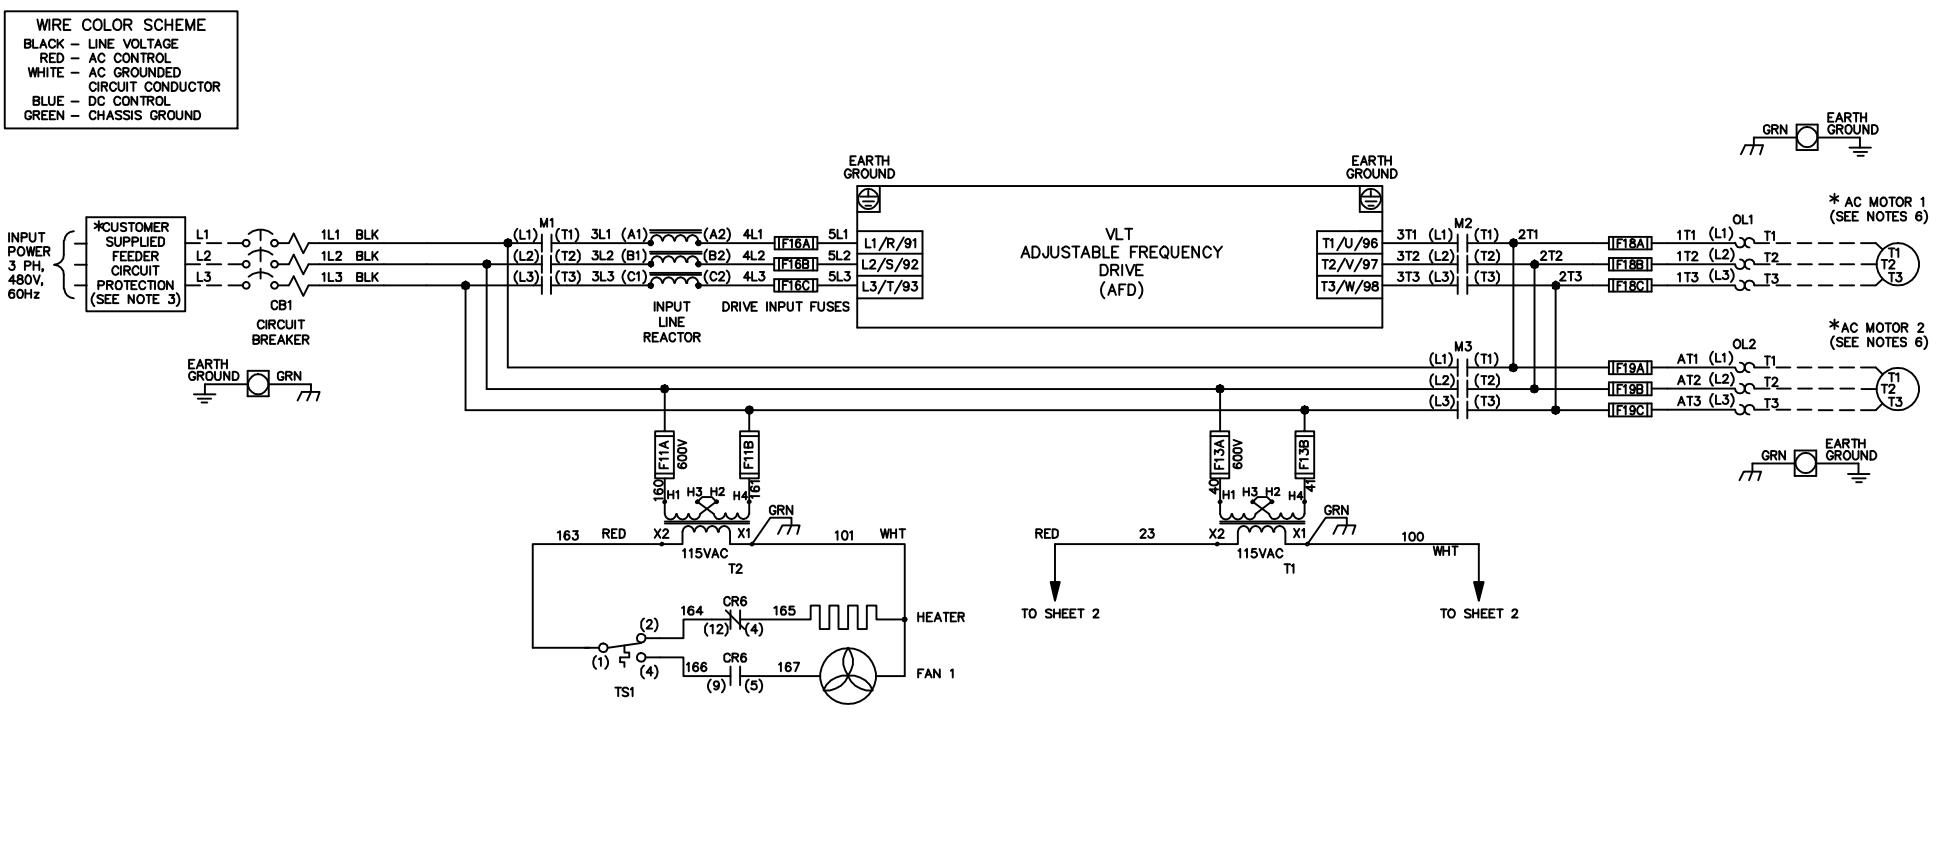 WIRE COLOR SCHEME
BLACK – LINE VOLTAGE
RED – AC CONTROL
WHITE – AC GROUNDED
CIRCUIT CONDUCTOR
BLUE – DC CONTROL
GREEN – CHASSIS GROUND
GRN
EARTH
GROUND
EARTH
GROUND
EARTH
GROUND
INPUT
POWER
3 PH,
480V,
60Hz
*CUSTOMER
SUPPLIED
FEEDER
CIRCUIT
PROTECTION
(SEE NOTE 3)
L1
L2
L3
CB1
CIRCUIT
BREAKER
1L1 BLK
1L2 BLK
1L3 BLK
M1
(L1) (T1) 3L1 (A1) (A2) 4L1 F16A 5L1 L1/R/91
(L2) (T2) 3L2 (B1) (B2) 4L2 F16B 5L2 L2/S/92
(L3) (T3) 3L3 (C1) (C2) 4L3 F16C 5L3 L3/T/93
INPUT
LINE
REACTOR
DRIVE INPUT FUSES
VLT
ADJUSTABLE FREQUENCY
DRIVE
(AFD)
M2
T1/U/96 3T1 (L1) (T1) 2T1 F18A 1T1 (L1) T1
T2/V/97 3T2 (L2) (T2) 2T2 F18B 1T2 (L2) T2
T3/W/98 3T3 (L3) (T3) 2T3 F18C 1T3 (L3) T3
OL1
* AC MOTOR 1
(SEE NOTES 6)
T1
T2
T3
EARTH
GROUND
GRN
M3
(L1) (T1) F19A AT1 (L1) T1
(L2) (T2) F19B AT2 (L2) T2
(L3) (T3) F19C AT3 (L3) T3
OL2
*AC MOTOR 2
(SEE NOTES 6)
T1
T2
T3
GRN
EARTH
GROUND
F11A
600V
F11B
160
161
H1 H3 H2 H4
GRN
163 RED X2 X1 101 WHT
115VAC
T2
F13A
600V
F13B
40
41
H1 H3 H2 H4
GRN
RED 23 X2 X1 100
WHT
115VAC
T1
TO SHEET 2
TO SHEET 2
CR6
164 165
(2) (12) (4)
HEATER
(1)
(4)
TS1
CR6
166 167
(9) (5)
FAN 1